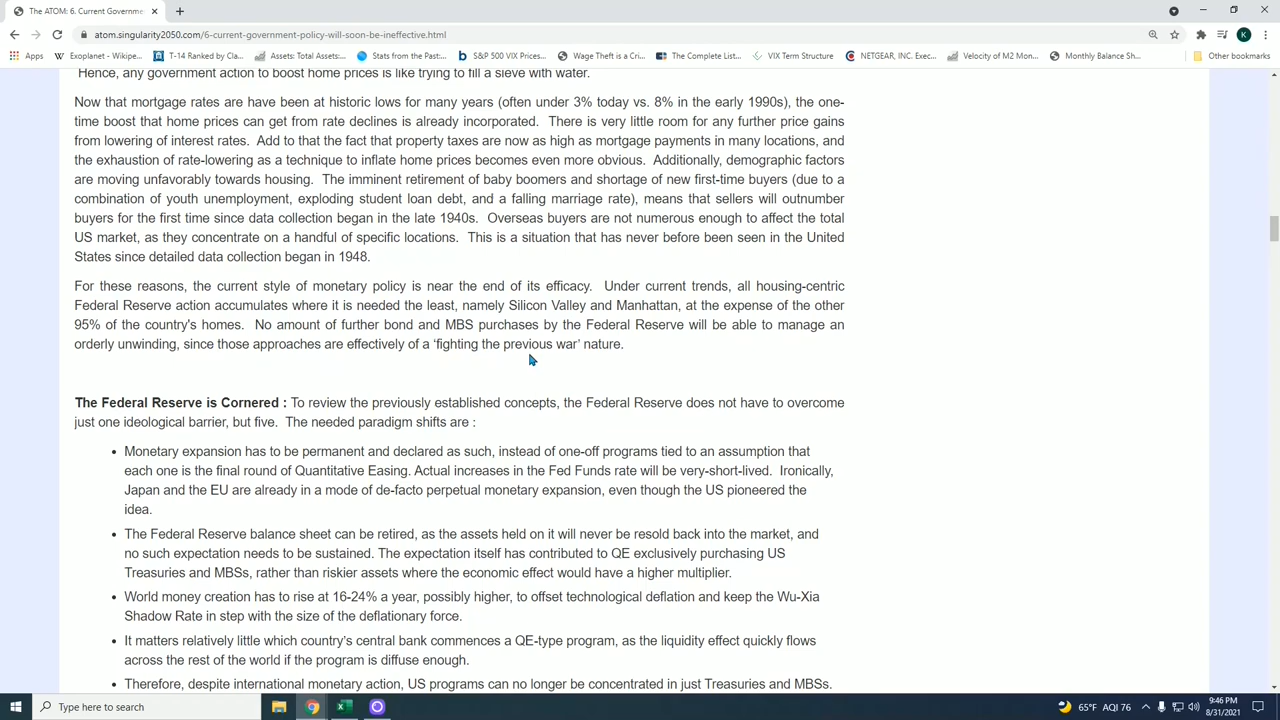 The ATOM: 6. Current Governmen
atom.singularity2050.com/6-current-government-policy-will-soon-be-ineffective.html
K
Apps
Exoplanet - Wikipe...
T-14 Ranked by Cla...
Assets: Total Assets:...
Stats from the Past:...
S&P 500 VIX Prices...
Wage Theft is a Cri...
The Complete List...
VIX Term Structure
NETGEAR, INC. Exec...
Velocity of M2 Mon...
Monthly Balance Sh...
Other bookmarks
Hence, any government action to boost home prices is like trying to fill a sieve with water.
Now that mortgage rates are have been at historic lows for many years (often under 3% today vs. 8% in the early 1990s), the one-
time boost that home prices can get from rate declines is already incorporated. There is very little room for any further price gains
from lowering of interest rates. Add to that the fact that property taxes are now as high as mortgage payments in many locations, and
the exhaustion of rate-lowering as a technique to inflate home prices becomes even more obvious. Additionally, demographic factors
are moving unfavorably towards housing. The imminent retirement of baby boomers and shortage of new first-time buyers (due to a
combination of youth unemployment, exploding student loan debt, and a falling marriage rate), means that sellers will outnumber
buyers for the first time since data collection began in the late 1940s. Overseas buyers are not numerous enough to affect the total
US market, as they concentrate on a handful of specific locations. This is a situation that has never before been seen in the United
States since detailed data collection began in 1948.
For these reasons, the current style of monetary policy is near the end of its efficacy. Under current trends, all housing-centric
Federal Reserve action accumulates where it is needed the least, namely Silicon Valley and Manhattan, at the expense of the other
95% of the country's homes. No amount of further bond and MBS purchases by the Federal Reserve will be able to manage an
orderly unwinding, since those approaches are effectively of a 'fighting the previous war' nature.
The Federal Reserve is Cornered : To review the previously established concepts, the Federal Reserve does not have to overcome
just one ideological barrier, but five. The needed paradigm shifts are :
• Monetary expansion has to be permanent and declared as such, instead of one-off programs tied to an assumption that
each one is the final round of Quantitative Easing. Actual increases in the Fed Funds rate will be very-short-lived. Ironically,
Japan and the EU are already in a mode of de-facto perpetual monetary expansion, even though the US pioneered the
idea.
• The Federal Reserve balance sheet can be retired, as the assets held on it will never be resold back into the market, and
no such expectation needs to be sustained. The expectation itself has contributed to QE exclusively purchasing US
Treasuries and MBSs, rather than riskier assets where the economic effect would have a higher multiplier.
• World money creation has to rise at 16-24% a year, possibly higher, to offset technological deflation and keep the Wu-Xia
Shadow Rate in step with the size of the deflationary force.
• It matters relatively little which country's central bank commences a QE-type program, as the liquidity effect quickly flows
across the rest of the world if the program is diffuse enough.
• Therefore, despite international monetary action, US programs can no longer be concentrated in just Treasuries and MBSs.
Type here to search
65°F AQI 76
9:46 PM
8/31/2021